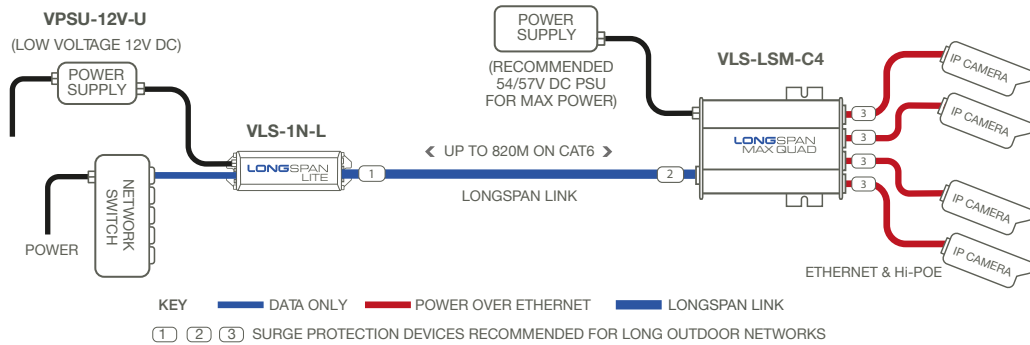 VPSU-12V-U
(LOW VOLTAGE 12V DC)
POWER
SUPPLY
POWER
SUPPLY
(RECOMMENDED
54/57V DC PSU
FOR MAX POWER)
VLS-LSM-C4
VLS-1N-L
LONGSPAN
LITE
1
< UP TO 820M ON CAT6 >
LONGSPAN LINK
2
LONGSPAN
MAX QUAD
3
3
3
3
IP CAMERA
IP CAMERA
IP CAMERA
IP CAMERA
NETWORK
SWITCH
POWER
ETHERNET & Hi-POE
KEY DATA ONLY POWER OVER ETHERNET LONGSPAN LINK
1 2 3 SURGE PROTECTION DEVICES RECOMMENDED FOR LONG OUTDOOR NETWORKS